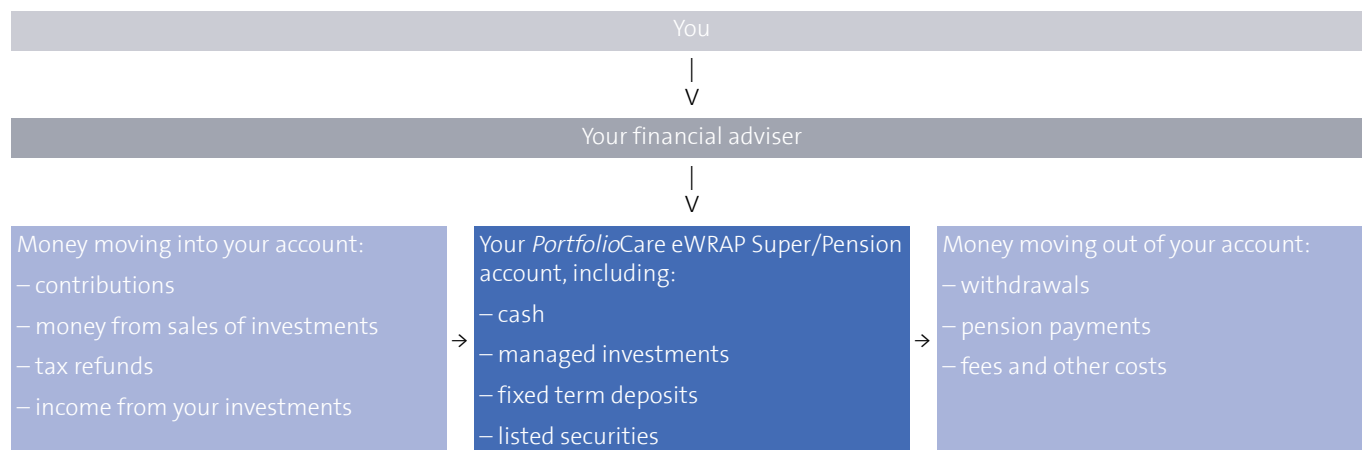 You
|
V
Your financial adviser
|
V
Money moving into your account:
– contributions
– money from sales of investments
– tax refunds
– income from your investments
→
Your PortfolioCare eWRAP Super/Pension
account, including:
– cash
– managed investments
– fixed term deposits
– listed securities
→
Money moving out of your account:
– withdrawals
– pension payments
– fees and other costs